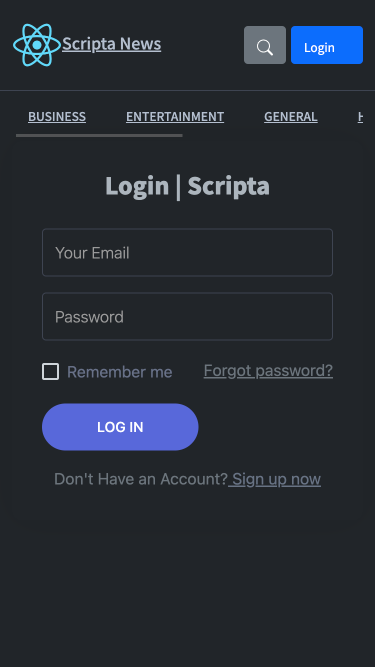 Scripta News
Login
BUSINESS ENTERTAINMENT GENERAL
Login | Scripta
Your Email
Password
Remember me Forgot password?
LOG IN
Don't Have an Account? Sign up now